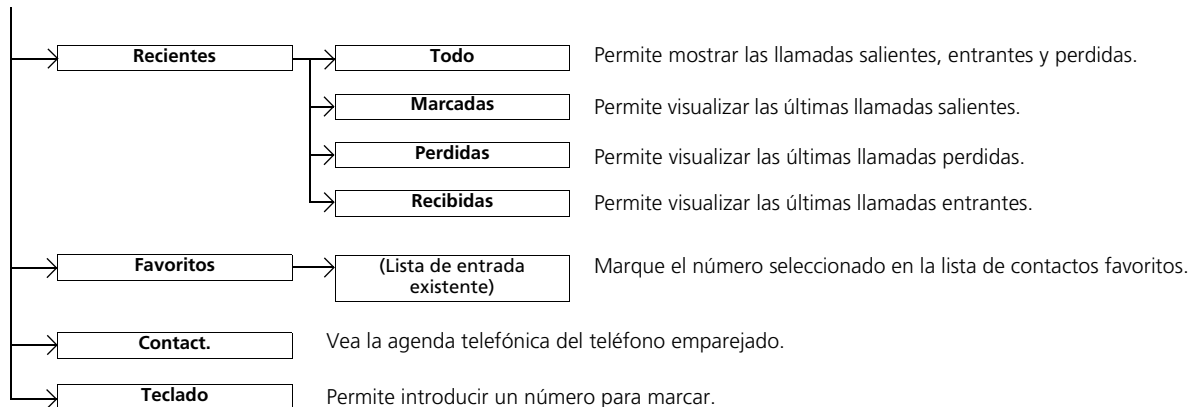 Recientes
Todo
Permite mostrar las llamadas salientes, entrantes y perdidas.
Marcadas
Permite visualizar las últimas llamadas salientes.
Perdidas
Permite visualizar las últimas llamadas perdidas.
Recibidas
Permite visualizar las últimas llamadas entrantes.
Favoritos
(Lista de entrada
existente)
Marque el número seleccionado en la lista de contactos favoritos.
Contact.
Vea la agenda telefónica del teléfono emparejado.
Teclado
Permite introducir un número para marcar.